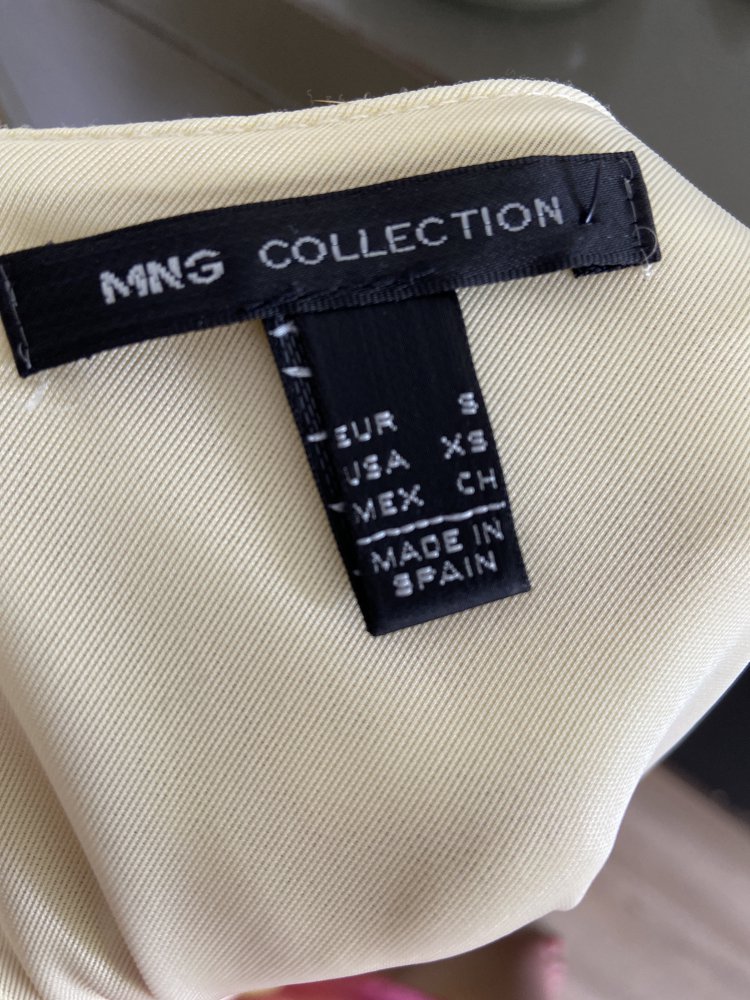 MNG COLLECTION
EUR S
USA XS
MEX CH
MADE IN
SPAIN